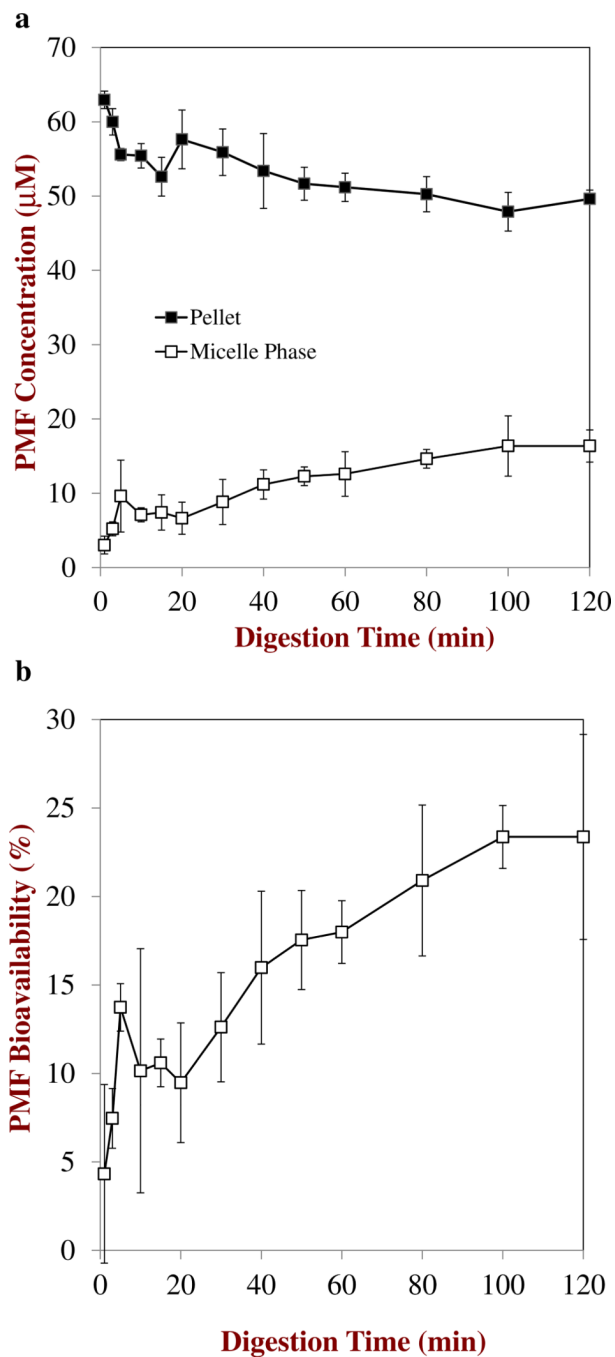 a
70
60
50
40
30
20
10
0
PMF Concentration (µM)
Pellet
Micelle Phase
0 20 40 60 80 100 120
Digestion Time (min)
b
30
25
20
15
10
5
0
PMF Bioavailability (%)
0 20 40 60 80 100 120
Digestion Time (min)